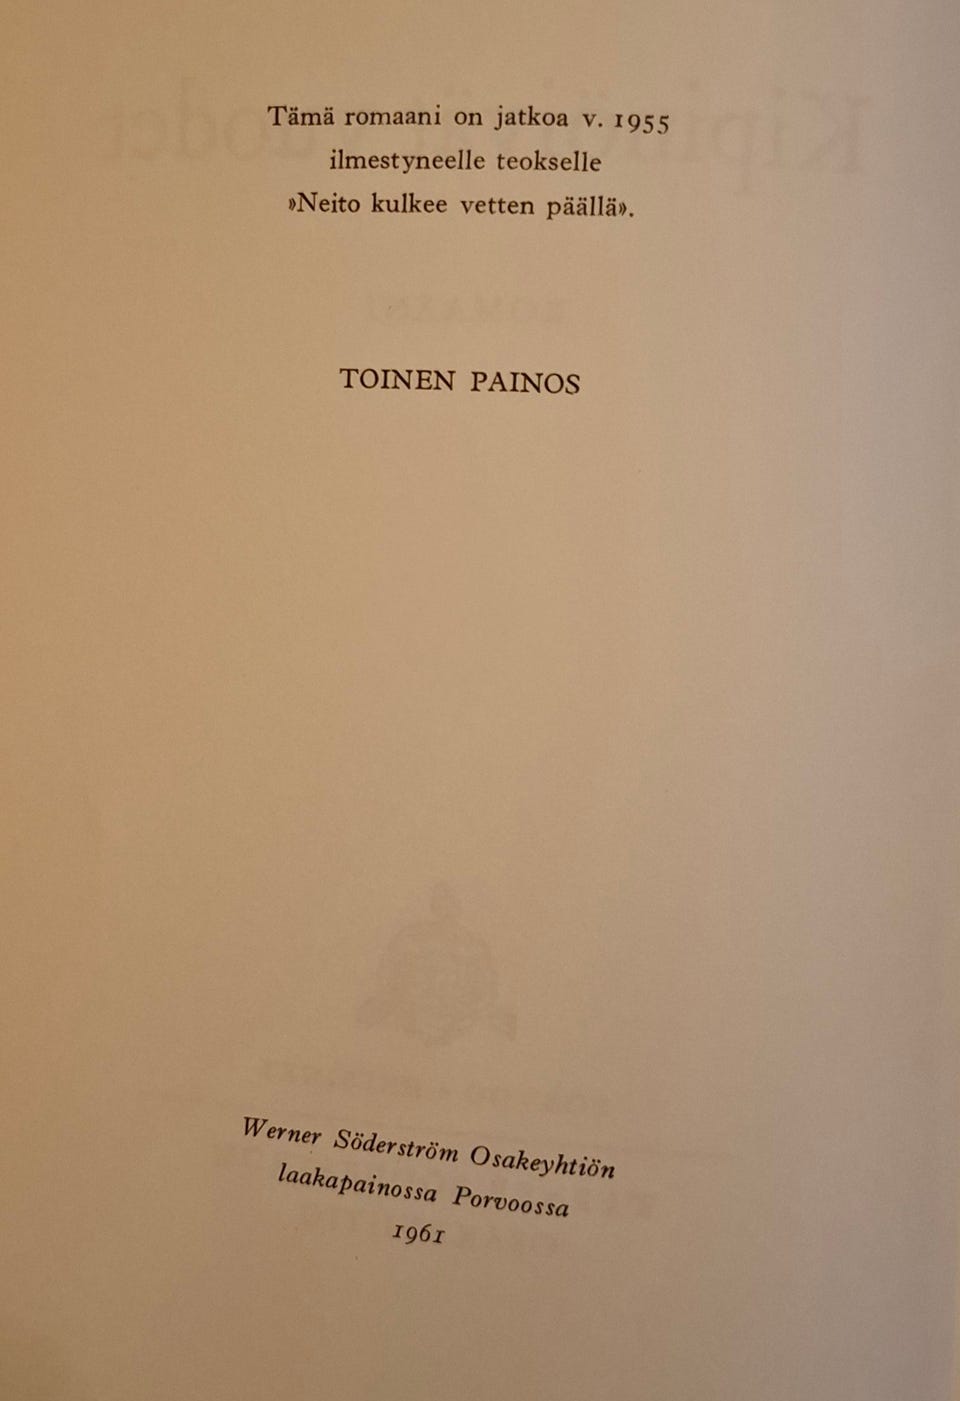 Tämä romaani on jatkoa v. 1955
ilmestyneelle teokselle
»Neito kulkee vetten päällä».
TOINEN PAINOS
Werner Söderström Osakeyhtiön
laakapainossa Porvoossa
1961